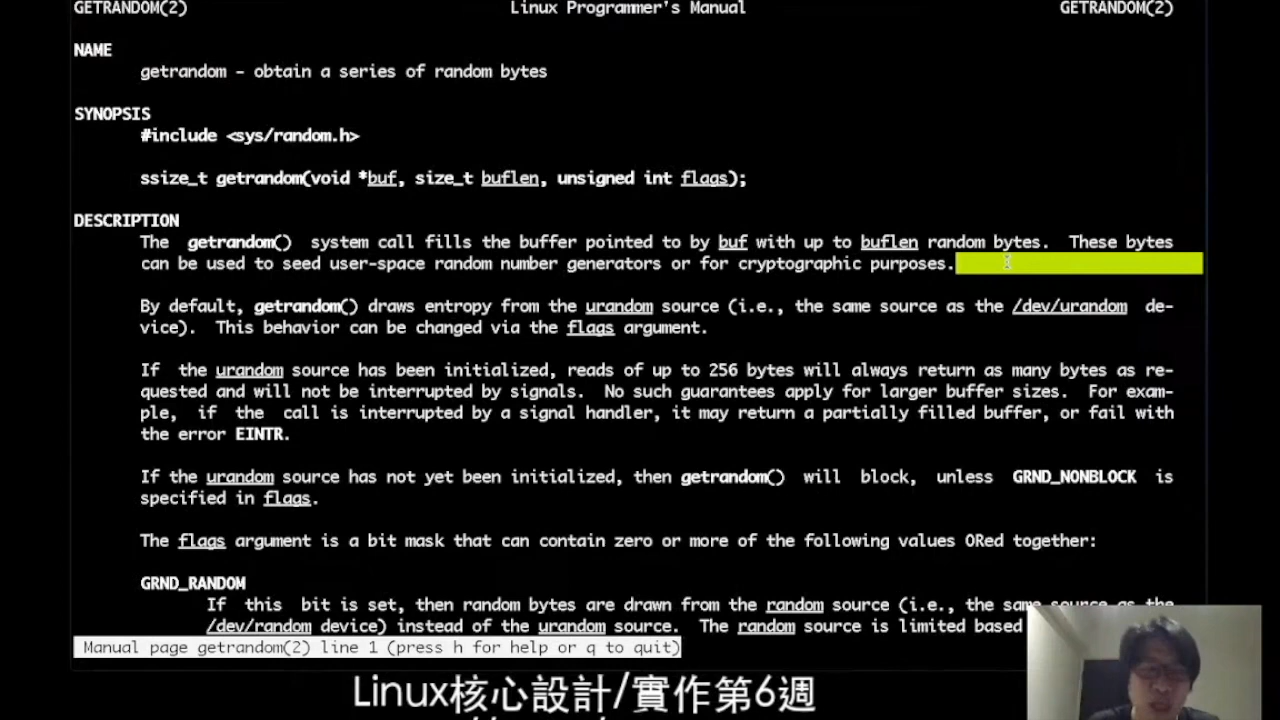 GETRANDOM(2) Linux Programmer's Manual GETRANDOM(2)
NAME
getrandom - obtain a series of random bytes
SYNOPSIS
#include <sys/random.h>
ssize_t getrandom(void *buf, size_t buflen, unsigned int flags);
DESCRIPTION
The getrandom() system call fills the buffer pointed to by buf with up to buflen random bytes. These bytes
can be used to seed user-space random number generators or for cryptographic purposes.
By default, getrandom() draws entropy from the urandom source (i.e., the same source as the /dev/urandom de-
vice). This behavior can be changed via the flags argument.
If the urandom source has been initialized, reads of up to 256 bytes will always return as many bytes as re-
quested and will not be interrupted by signals. No such guarantees apply for larger buffer sizes. For exam-
ple, if the call is interrupted by a signal handler, it may return a partially filled buffer, or fail with
the error EINTR.
If the urandom source has not yet been initialized, then getrandom() will block, unless GRND_NONBLOCK is
specified in flags.
The flags argument is a bit mask that can contain zero or more of the following values ORed together:
GRND_RANDOM
If this bit is set, then random bytes are drawn from the random source (i.e., the same source as the
/dev/random device) instead of the urandom source. The random source is limited based
Manual page getrandom(2) line 1 (press h for help or q to quit)
Linux核心設計/實作第6週